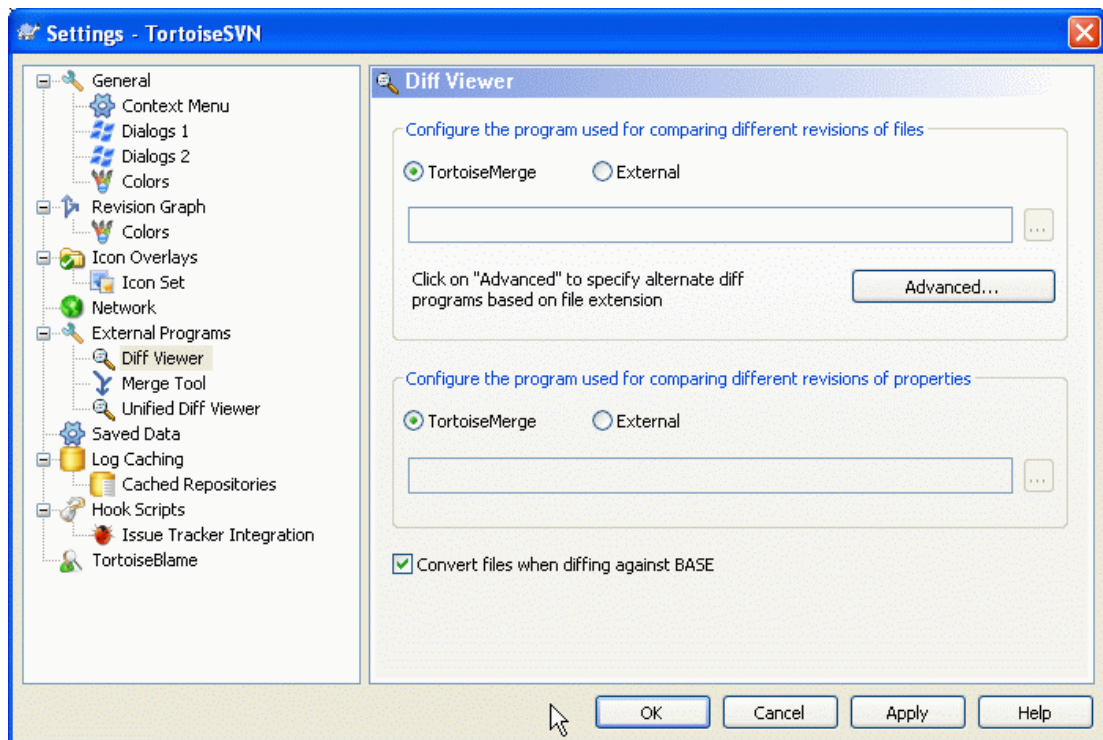 Settings - TortoiseSVN
General
Context Menu
Dialogs 1
Dialogs 2
Colors
Revision Graph
Colors
Icon Overlays
Icon Set
Network
External Programs
Diff Viewer
Merge Tool
Unified Diff Viewer
Saved Data
Log Caching
Cached Repositories
Hook Scripts
Issue Tracker Integration
TortoiseBlame
Diff Viewer
Configure the program used for comparing different revisions of files
TortoiseMerge External
...
Click on "Advanced" to specify alternate diff
programs based on file extension
Advanced...
Configure the program used for comparing different revisions of properties
TortoiseMerge External
...
Convert files when diffing against BASE
OK Cancel Apply Help